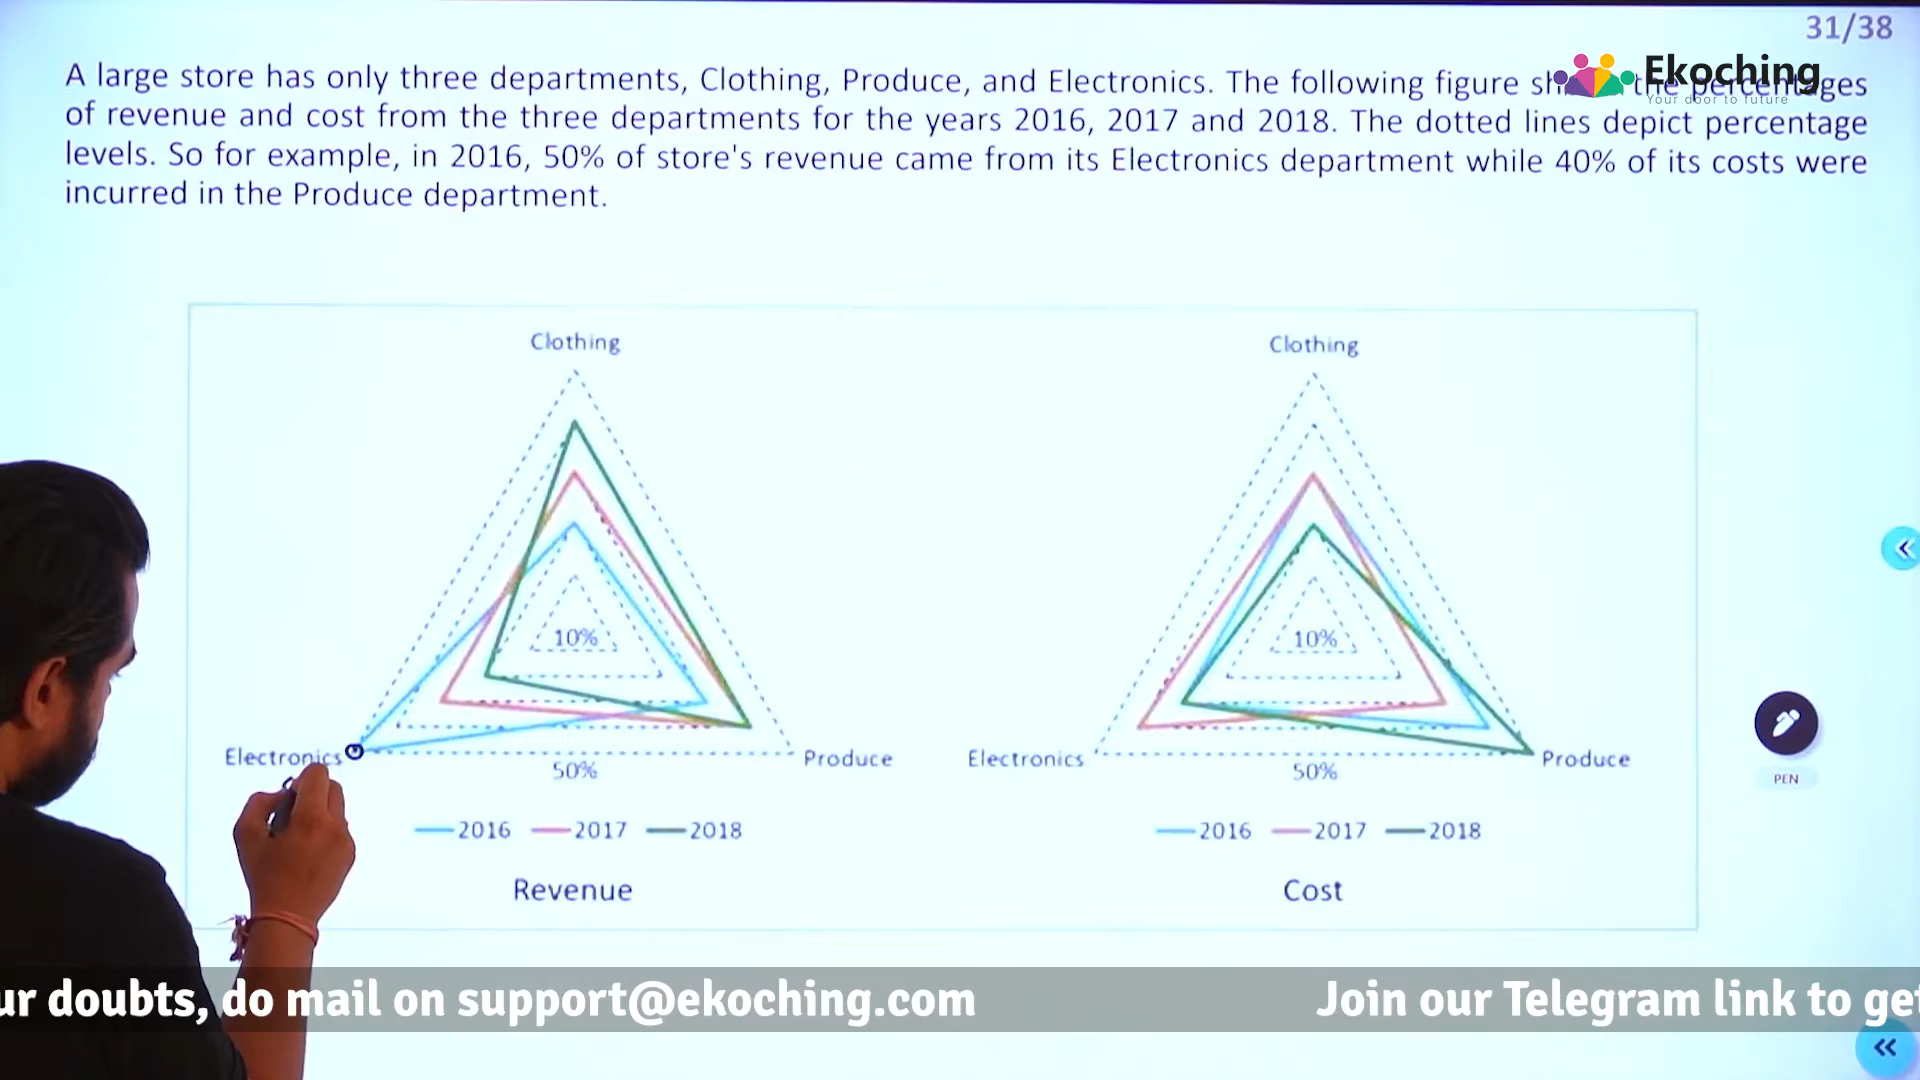 31/38
Ekoching
Your door to future
A large store has only three departments, Clothing, Produce, and Electronics. The following figure sh the percentages
of revenue and cost from the three departments for the years 2016, 2017 and 2018. The dotted lines depict percentage
levels. So for example, in 2016, 50% of store's revenue came from its Electronics department while 40% of its costs were
incurred in the Produce department.
Clothing
10%
Electronics
Produce
50%
2016 2017 2018
Revenue
Clothing
10%
Electronics
Produce
50%
2016 2017 2018
Cost
PEN
ur doubts, do mail on support@ekoching.com
Join our Telegram link to get